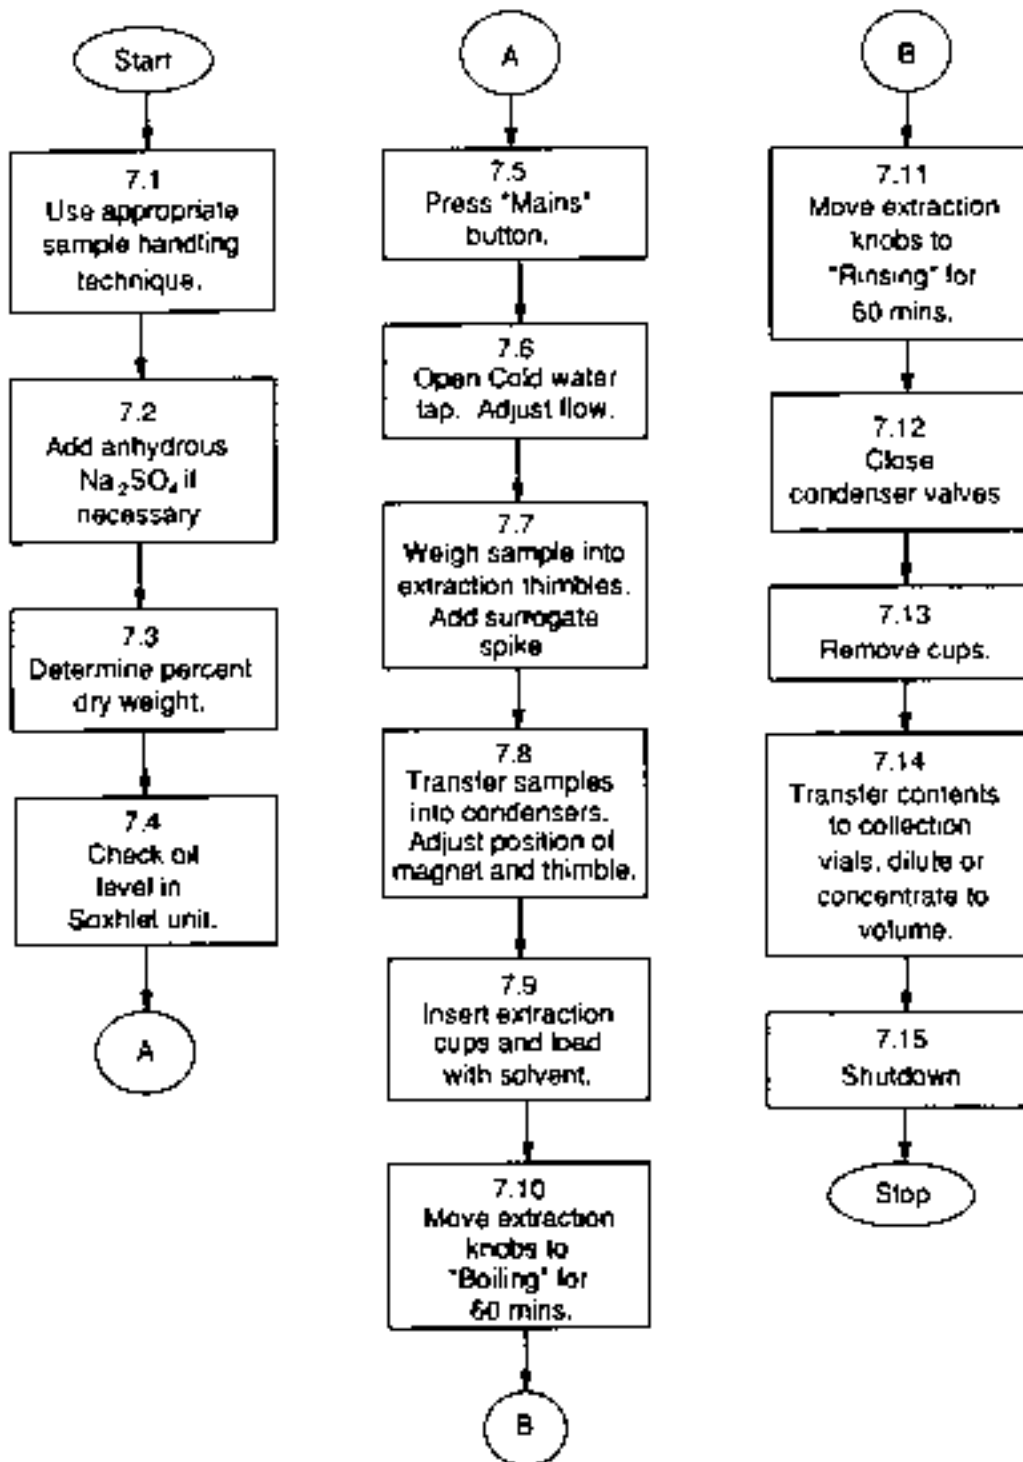 Start
7.1
Use appropriate
sample handling
technique.
7.2
Add anhydrous
Na₂SO₄ if
necessary
7.3
Determine percent
dry weight.
7.4
Check oil
level in
Soxhlet unit.
A
A
7.5
Press "Mains"
button.
7.6
Open Cold water
tap. Adjust flow.
7.7
Weigh sample into
extraction thimbles.
Add surrogate
spike
7.8
Transfer samples
into condensers.
Adjust position of
magnet and thimble.
7.9
Insert extraction
cups and load
with solvent.
7.10
Move extraction
knobs to
"Boiling" for
60 mins.
B
B
7.11
Move extraction
knobs to
"Rinsing" for
60 mins.
7.12
Close
condenser valves
7.13
Remove cups.
7.14
Transfer contents
to collection
vials, dilute or
concentrate to
volume.
7.15
Shutdown
Stop